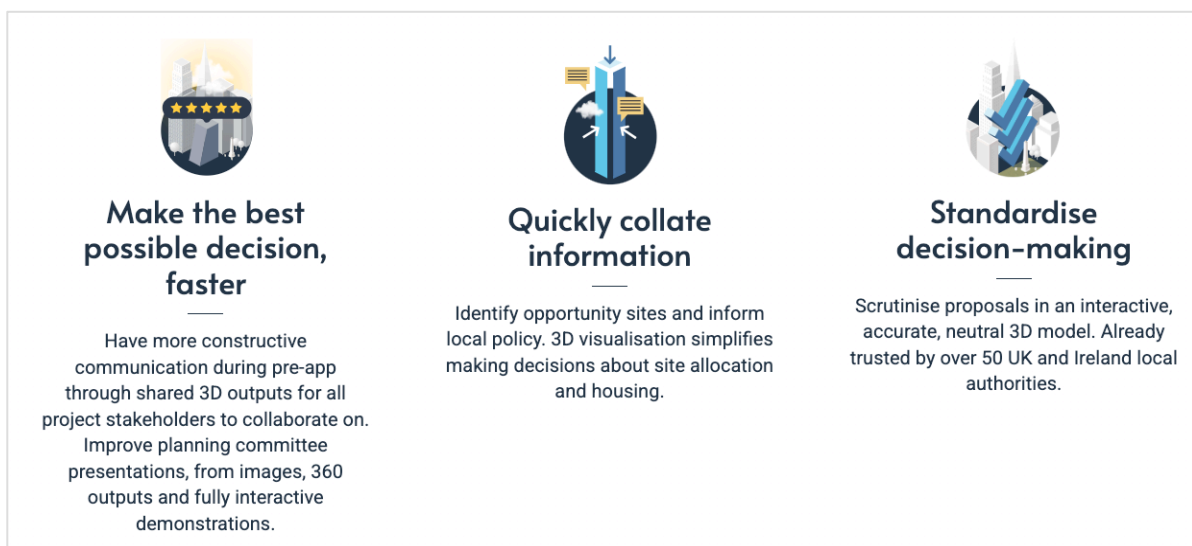 Make the best
possible decision,
faster
Have more constructive
communication during pre-app
through shared 3D outputs for all
project stakeholders to collaborate on.
Improve planning committee
presentations, from images, 360
outputs and fully interactive
demonstrations.
Quickly collate
information
Identify opportunity sites and inform
local policy. 3D visualisation simplifies
making decisions about site allocation
and housing.
Standardise
decision-making
Scrutinise proposals in an interactive,
accurate, neutral 3D model. Already
trusted by over 50 UK and Ireland local
authorities.